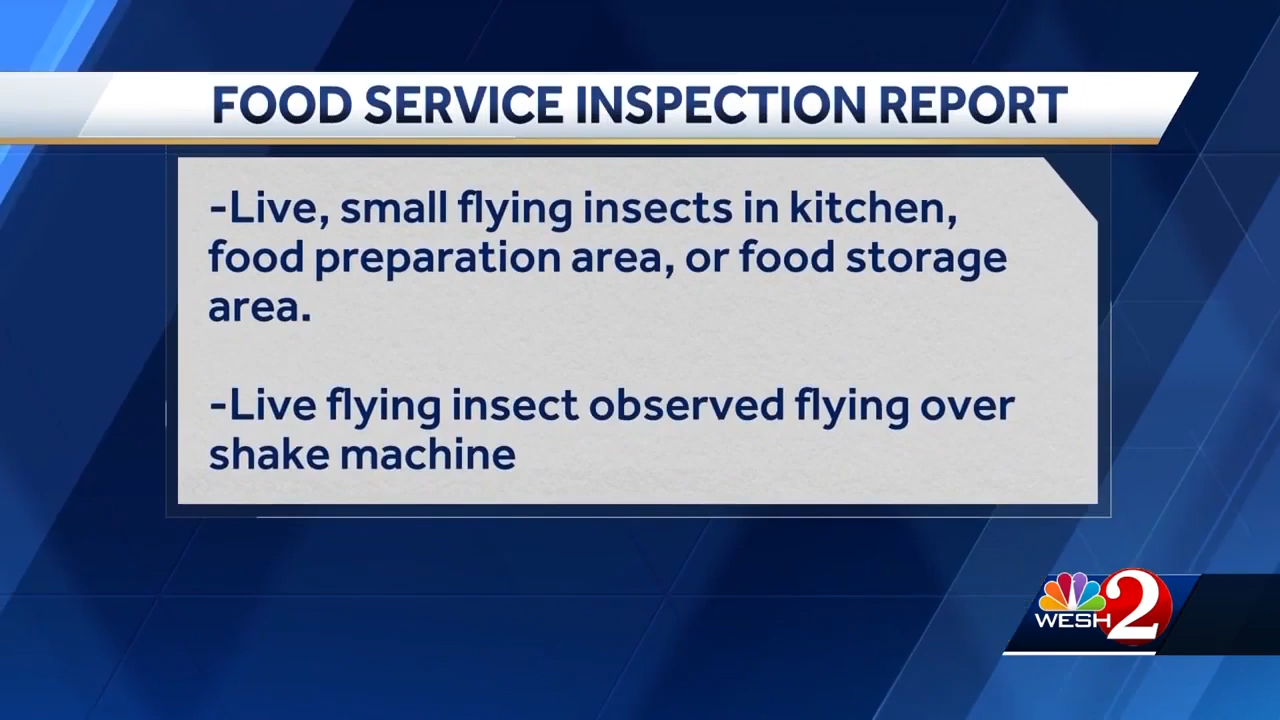 FOOD SERVICE INSPECTION REPORT
-Live, small flying insects in kitchen,
food preparation area, or food storage
area.
-Live flying insect observed flying over
shake machine
WESH 2